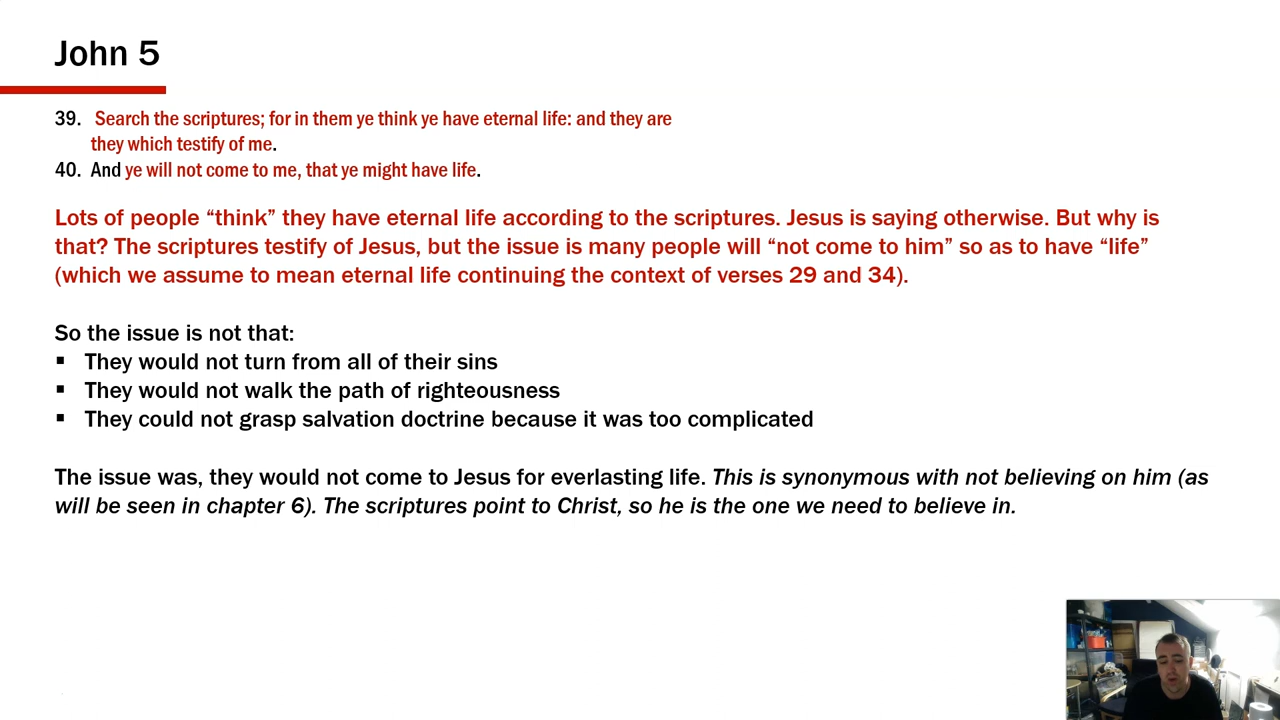 John 5
39. Search the scriptures; for in them ye think ye have eternal life: and they are
they which testify of me.
40. And ye will not come to me, that ye might have life.
Lots of people “think” they have eternal life according to the scriptures. Jesus is saying otherwise. But why is
that? The scriptures testify of Jesus, but the issue is many people will “not come to him” so as to have “life”
(which we assume to mean eternal life continuing the context of verses 29 and 34).
So the issue is not that:
▪ They would not turn from all of their sins
▪ They would not walk the path of righteousness
▪ They could not grasp salvation doctrine because it was too complicated
The issue was, they would not come to Jesus for everlasting life. This is synonymous with not believing on him (as
will be seen in chapter 6). The scriptures point to Christ, so he is the one we need to believe in.